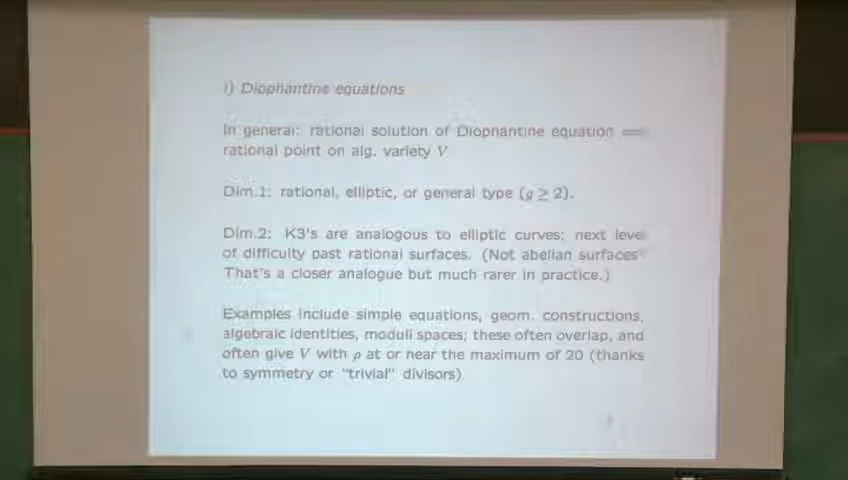 i) Diophantine equations
In general: rational solution of Diophantine equation =
rational point on alg. variety V
Dim.1: rational, elliptic, or general type (g ≥ 2).
Dim.2: K3's are analogous to elliptic curves: next level
of difficulty past rational surfaces. (Not abelian surfaces
That's a closer analogue but much rarer in practice.)
Examples include simple equations, geom. constructions,
algebraic identities, moduli spaces; these often overlap, and
often give V with ρ at or near the maximum of 20 (thanks
to symmetry or "trivial" divisors)